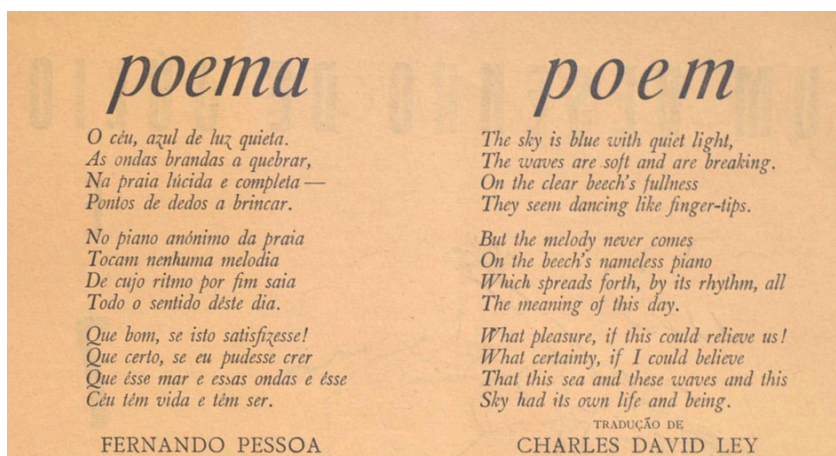 poema
O céu, azul de luz quieta.
As ondas brandas a quebrar,
Na praia lúcida e completa —
Pontos de dedos a brincar.
No piano anónimo da praia
Tocam nenhuma melodia
De cujo ritmo por fim saia
Todo o sentido dêste dia.
Que bom, se isto satisfizesse!
Que certo, se eu pudesse crer
Que êsse mar e essas ondas e êsse
Céu têm vida e têm ser.
FERNANDO PESSOA
poem
The sky is blue with quiet light,
The waves are soft and are breaking.
On the clear beech's fullness
They seem dancing like finger-tips.
But the melody never comes
On the beech's nameless piano
Which spreads forth, by its rhythm, all
The meaning of this day.
What pleasure, if this could relieve us!
What certainty, if I could believe
That this sea and these waves and this
Sky had its own life and being.
TRADUÇÃO DE
CHARLES DAVID LEY